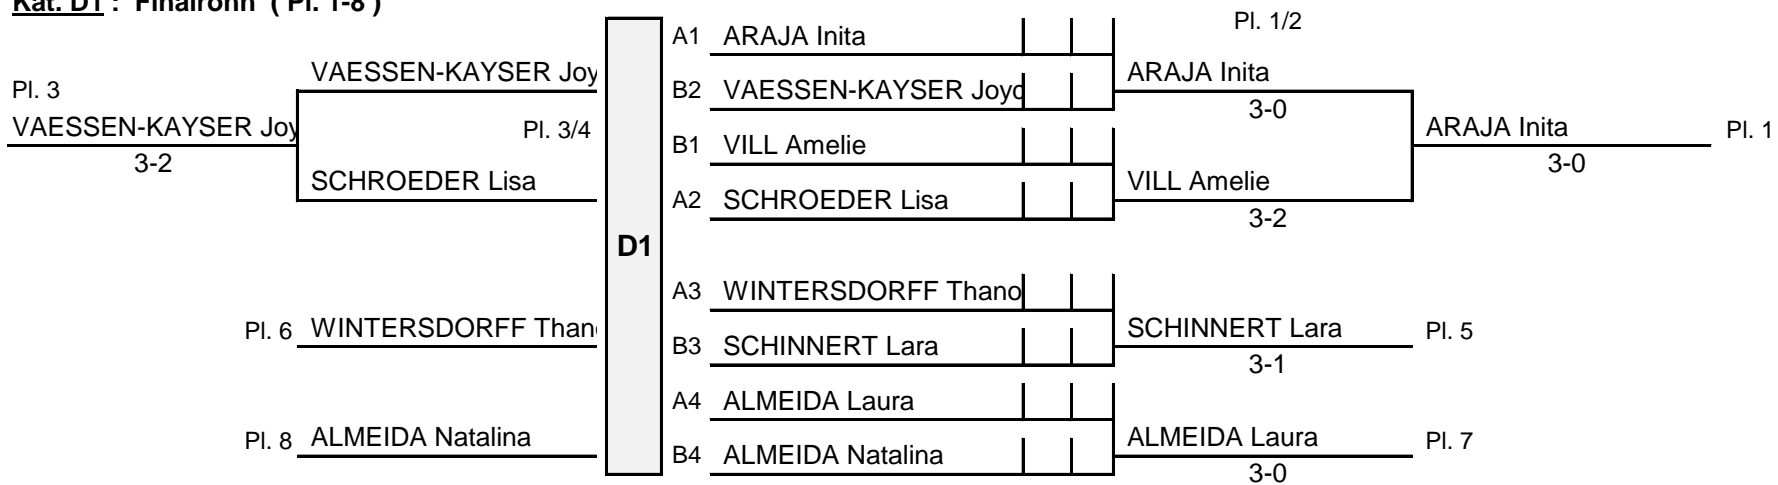 Kat. D1 : Finalronn ( Pl. 1-8 )
A1 ARAJA Inita
Pl. 1/2
VAESSEN-KAYSER Joy
ARAJA Inita
Pl. 3
B2 VAESSEN-KAYSER Joyc
3-0
VAESSEN-KAYSER Joy
Pl. 3/4
ARAJA Inita
Pl. 1
B1 VILL Amelie
3-2
3-0
SCHROEDER Lisa
VILL Amelie
A2 SCHROEDER Lisa
3-2
D1
A3 WINTERSDORFF Thano
Pl. 6 WINTERSDORFF Than
SCHINNERT Lara
Pl. 5
B3 SCHINNERT Lara
3-1
A4 ALMEIDA Laura
Pl. 8 ALMEIDA Natalina
ALMEIDA Laura
Pl. 7
B4 ALMEIDA Natalina
3-0